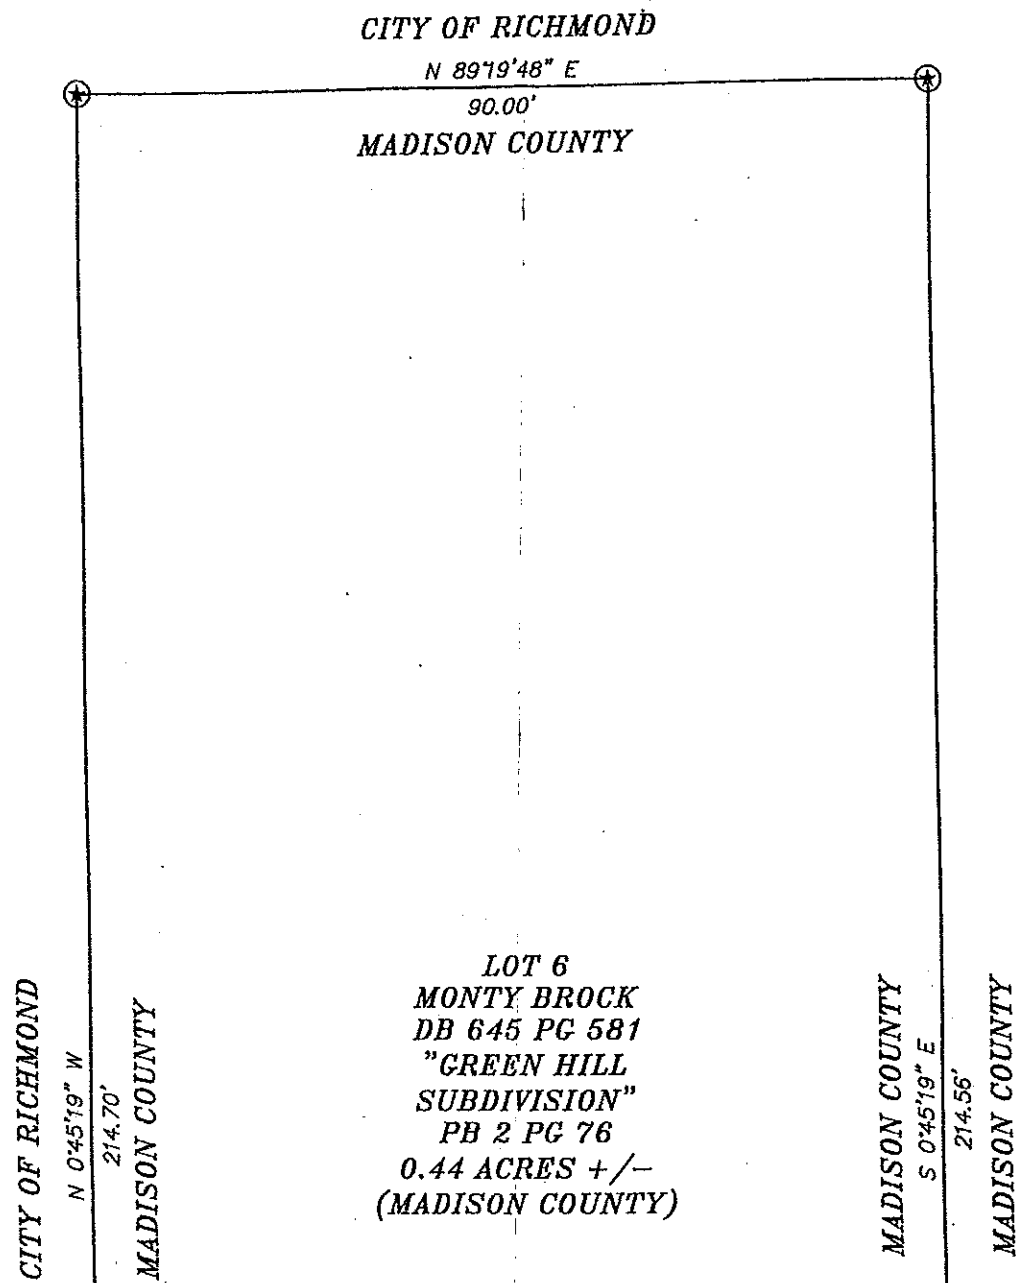 CITY OF RICHMOND
N 89°19'48" E
90.00'
MADISON COUNTY
LOT 6
MONTY BROCK
DB 645 PG 581
"GREEN HILL
SUBDIVISION"
PB 2 PG 76
0.44 ACRES +/-
(MADISON COUNTY)
CITY OF RICHMOND
N 0°45'19" W
214.70'
MADISON COUNTY
MADISON COUNTY
S 0°45'19" E
214.56'
MADISON COUNTY